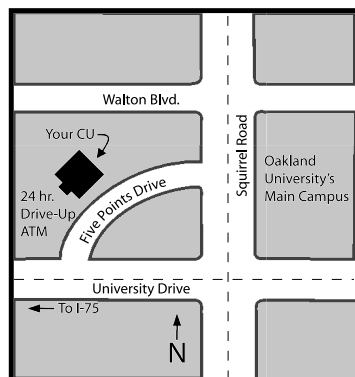 Walton Blvd.
Your CU
Squirrel Road
24 hr.
Drive-Up
ATM
Five Points Drive
Oakland
University's
Main Campus
University Drive
To I-75
N